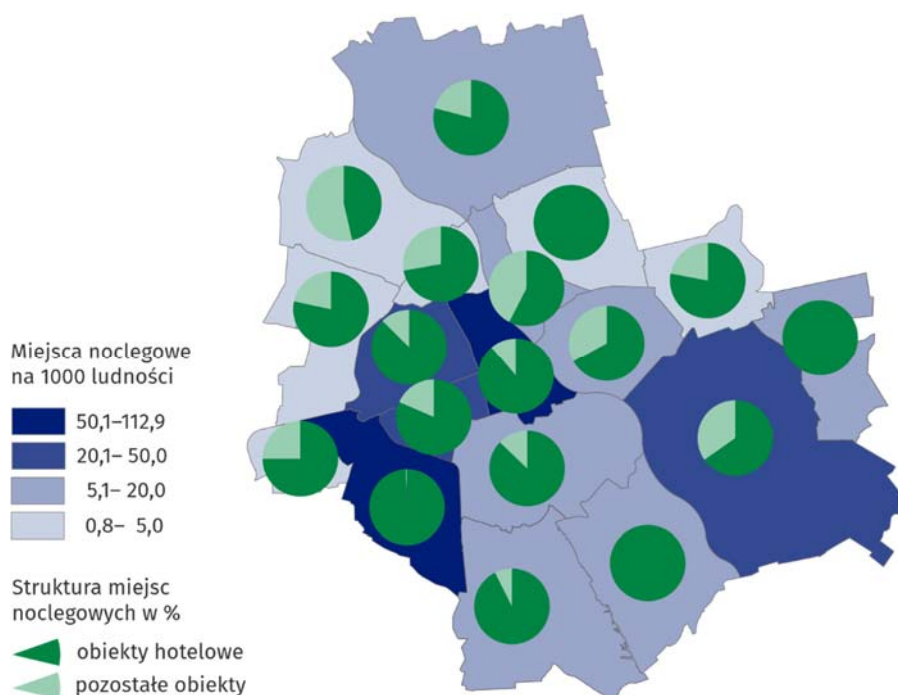 Miejsca noclegowe
na 1000 ludności
50,1–112,9
20,1– 50,0
5,1– 20,0
0,8– 5,0
Struktura miejsc
noclegowych w %
obiekty hotelowe
pozostałe obiekty